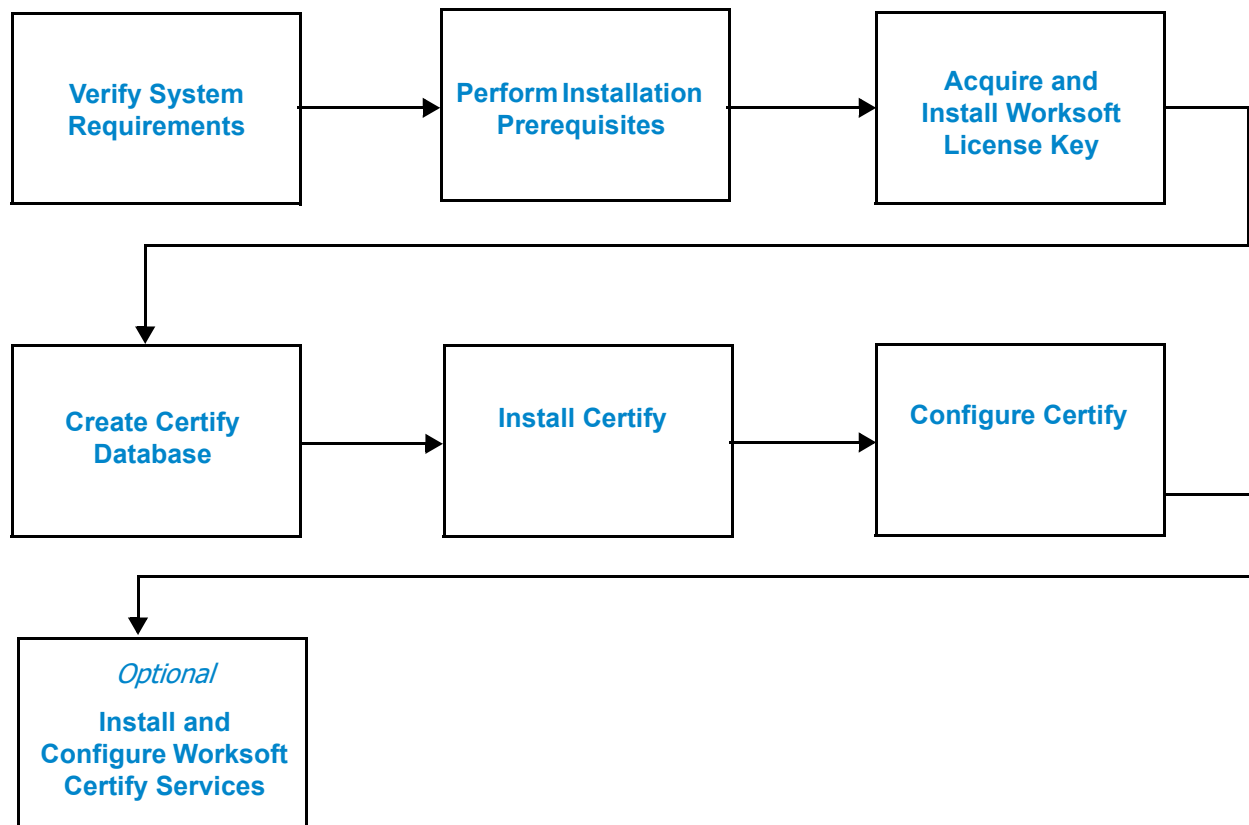 Verify System
Requirements
Perform Installation
Prerequisites
Acquire and
Install Worksoft
License Key
Create Certify
Database
Install Certify
Configure Certify
Optional
Install and
Configure Worksoft
Certify Services